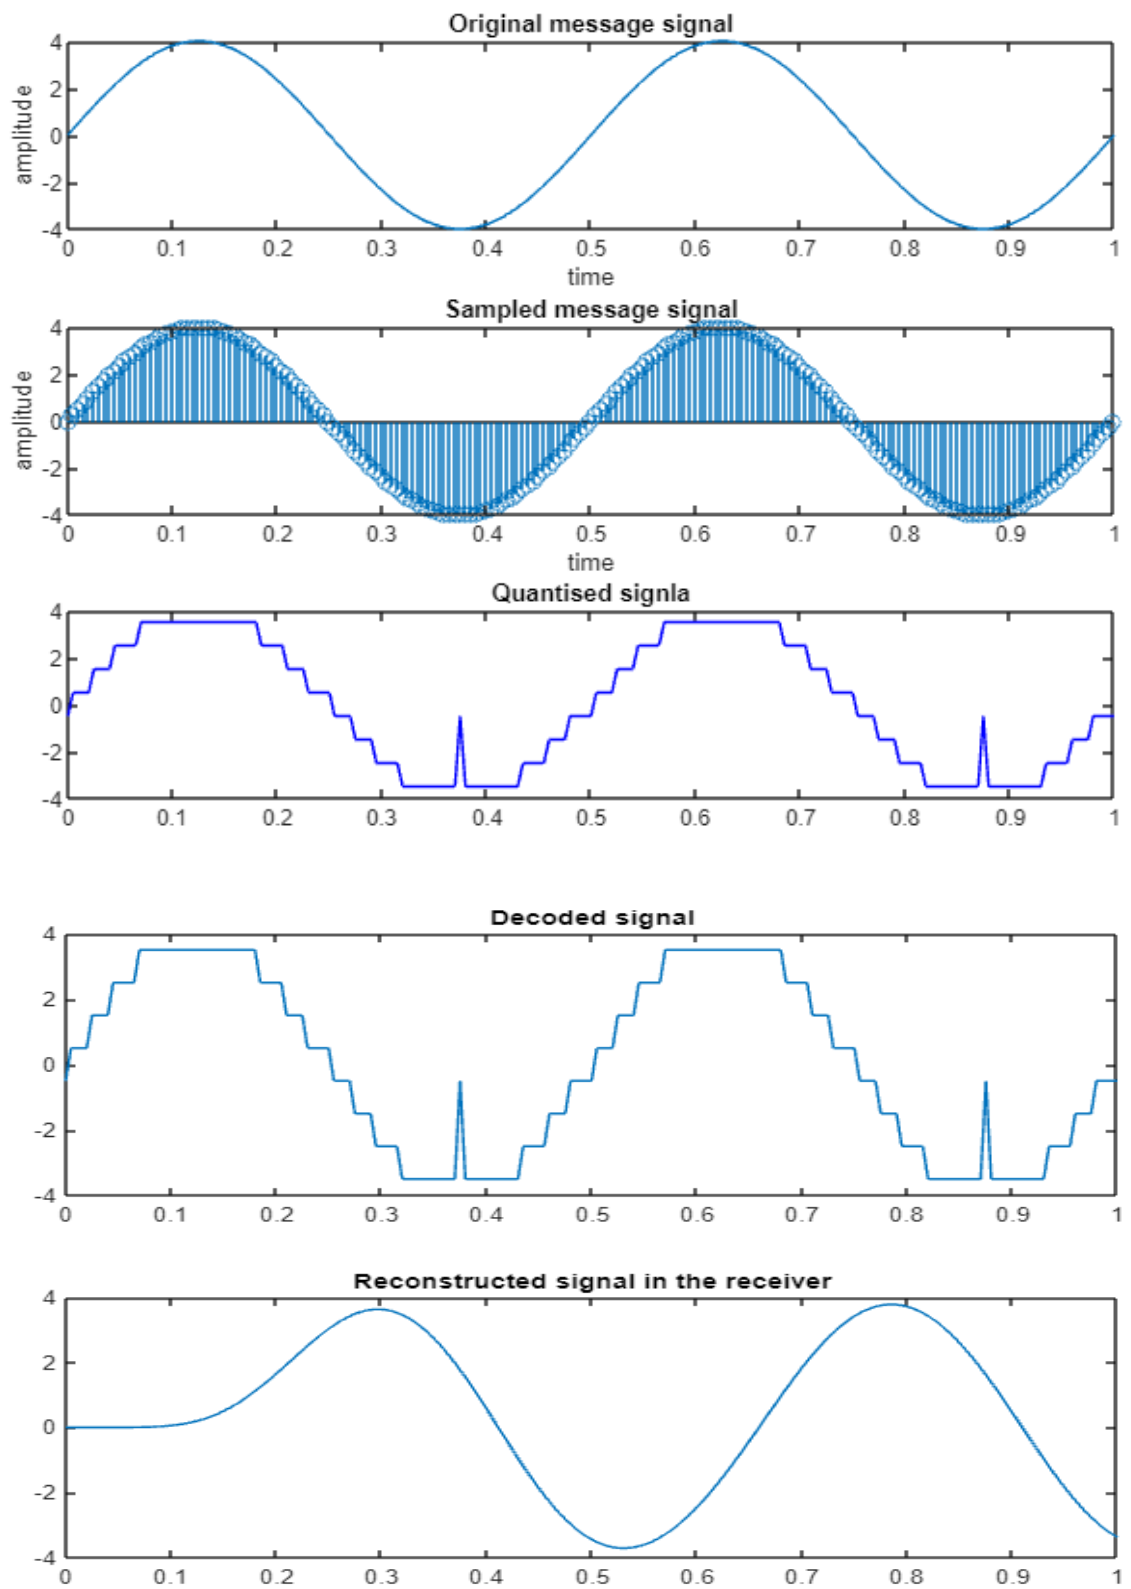 Original message signal
4
2
0
-2
-4
amplitude
0 0.1 0.2 0.3 0.4 0.5 0.6 0.7 0.8 0.9 1
time
Sampled message signal
4
2
0
-2
-4
amplitude
0 0.1 0.2 0.3 0.4 0.5 0.6 0.7 0.8 0.9 1
time
Quantised signla
4
2
0
-2
-4
0 0.1 0.2 0.3 0.4 0.5 0.6 0.7 0.8 0.9 1
Decoded signal
4
2
0
-2
-4
0 0.1 0.2 0.3 0.4 0.5 0.6 0.7 0.8 0.9 1
Reconstructed signal in the receiver
4
2
0
-2
-4
0 0.1 0.2 0.3 0.4 0.5 0.6 0.7 0.8 0.9 1